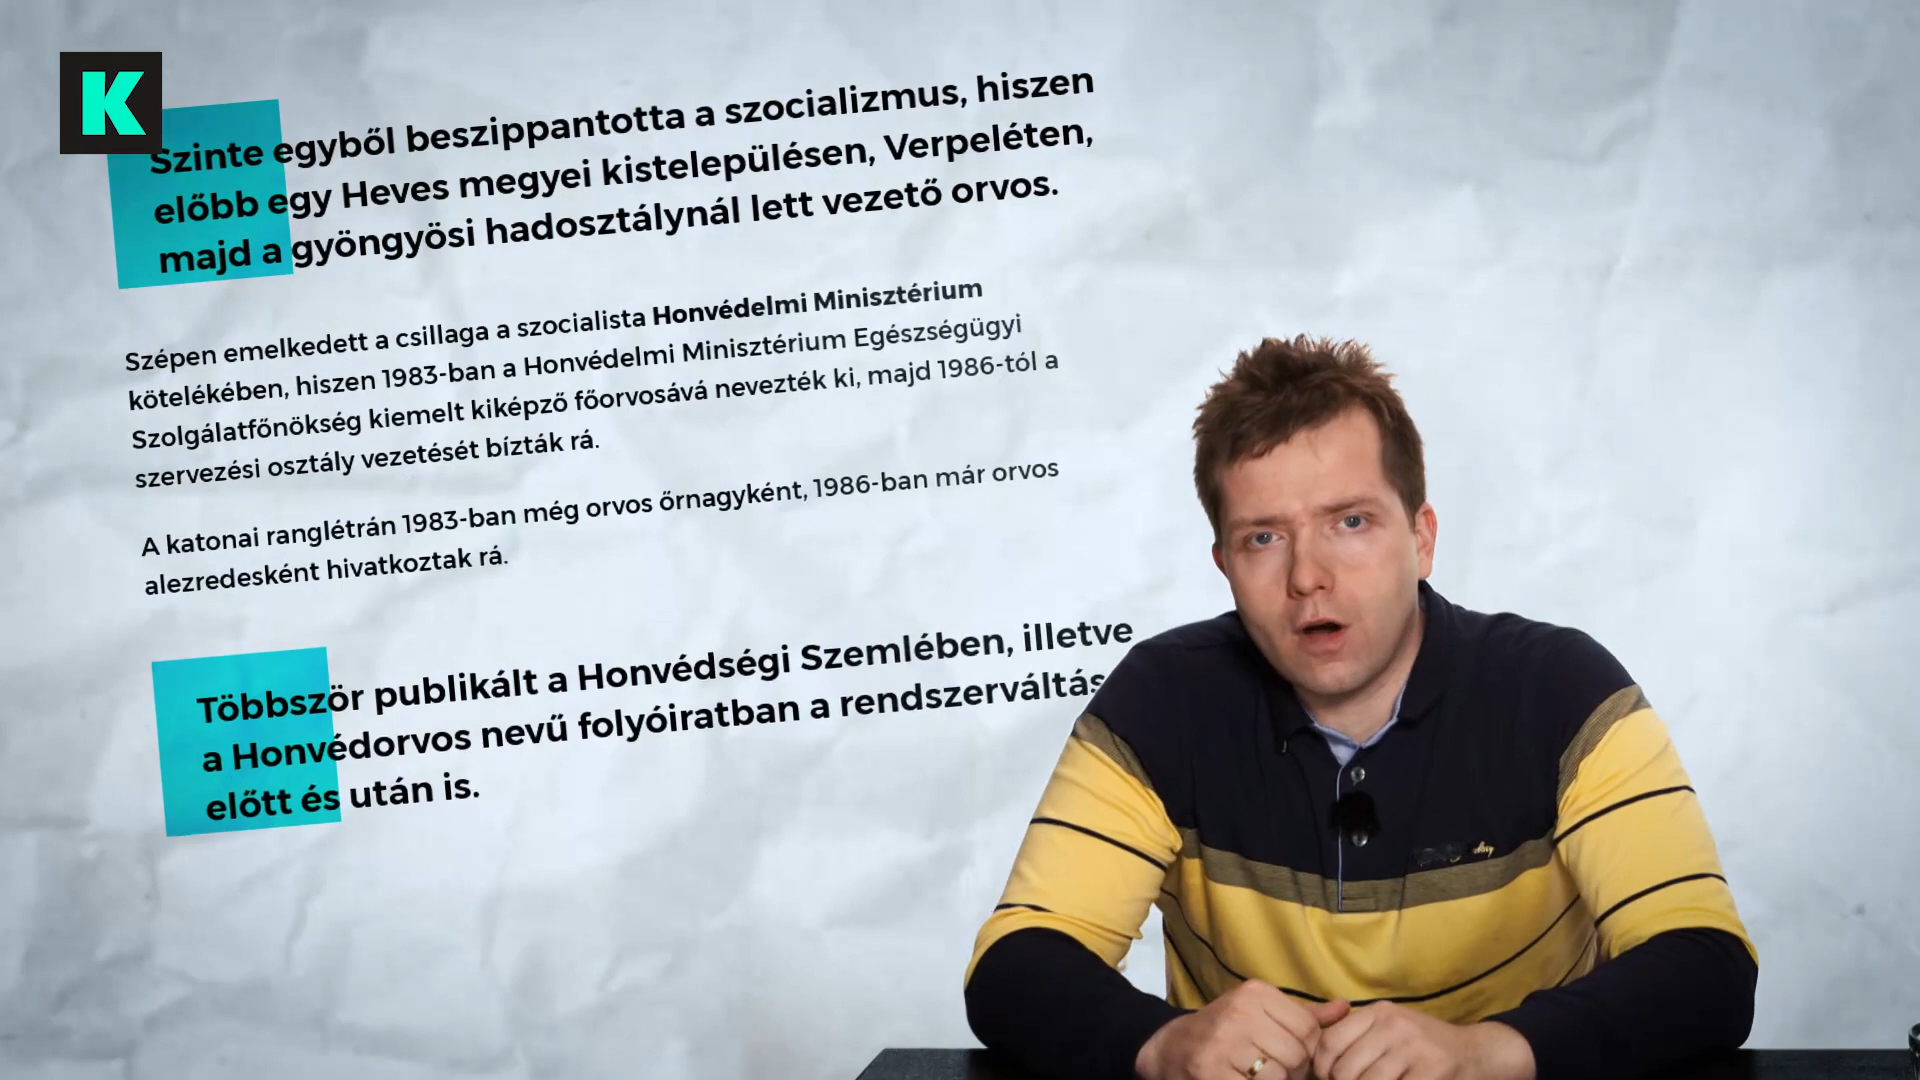 K
Szinte egyből beszippantotta a szocializmus, hiszen
előbb egy Heves megyei kistelepülésen, Verpeléten,
majd a gyöngyösi hadosztálynál lett vezető orvos.
Szépen emelkedett a csillaga a szocialista Honvédelmi Minisztérium
kötelékében, hiszen 1983-ban a Honvédelmi Minisztérium Egészségügyi
Szolgálatfőnökség kiemelt kiképző főorvosává nevezték ki, majd 1986-tól a
szervezési osztály vezetését bízták rá.
A katonai ranglétrán 1983-ban még orvos őrnagyként, 1986-ban már orvos
alezredesként hivatkoztak rá.
Többször publikált a Honvédségi Szemlében, illetve
a Honvédorvos nevű folyóiratban a rendszerváltás
előtt és után is.